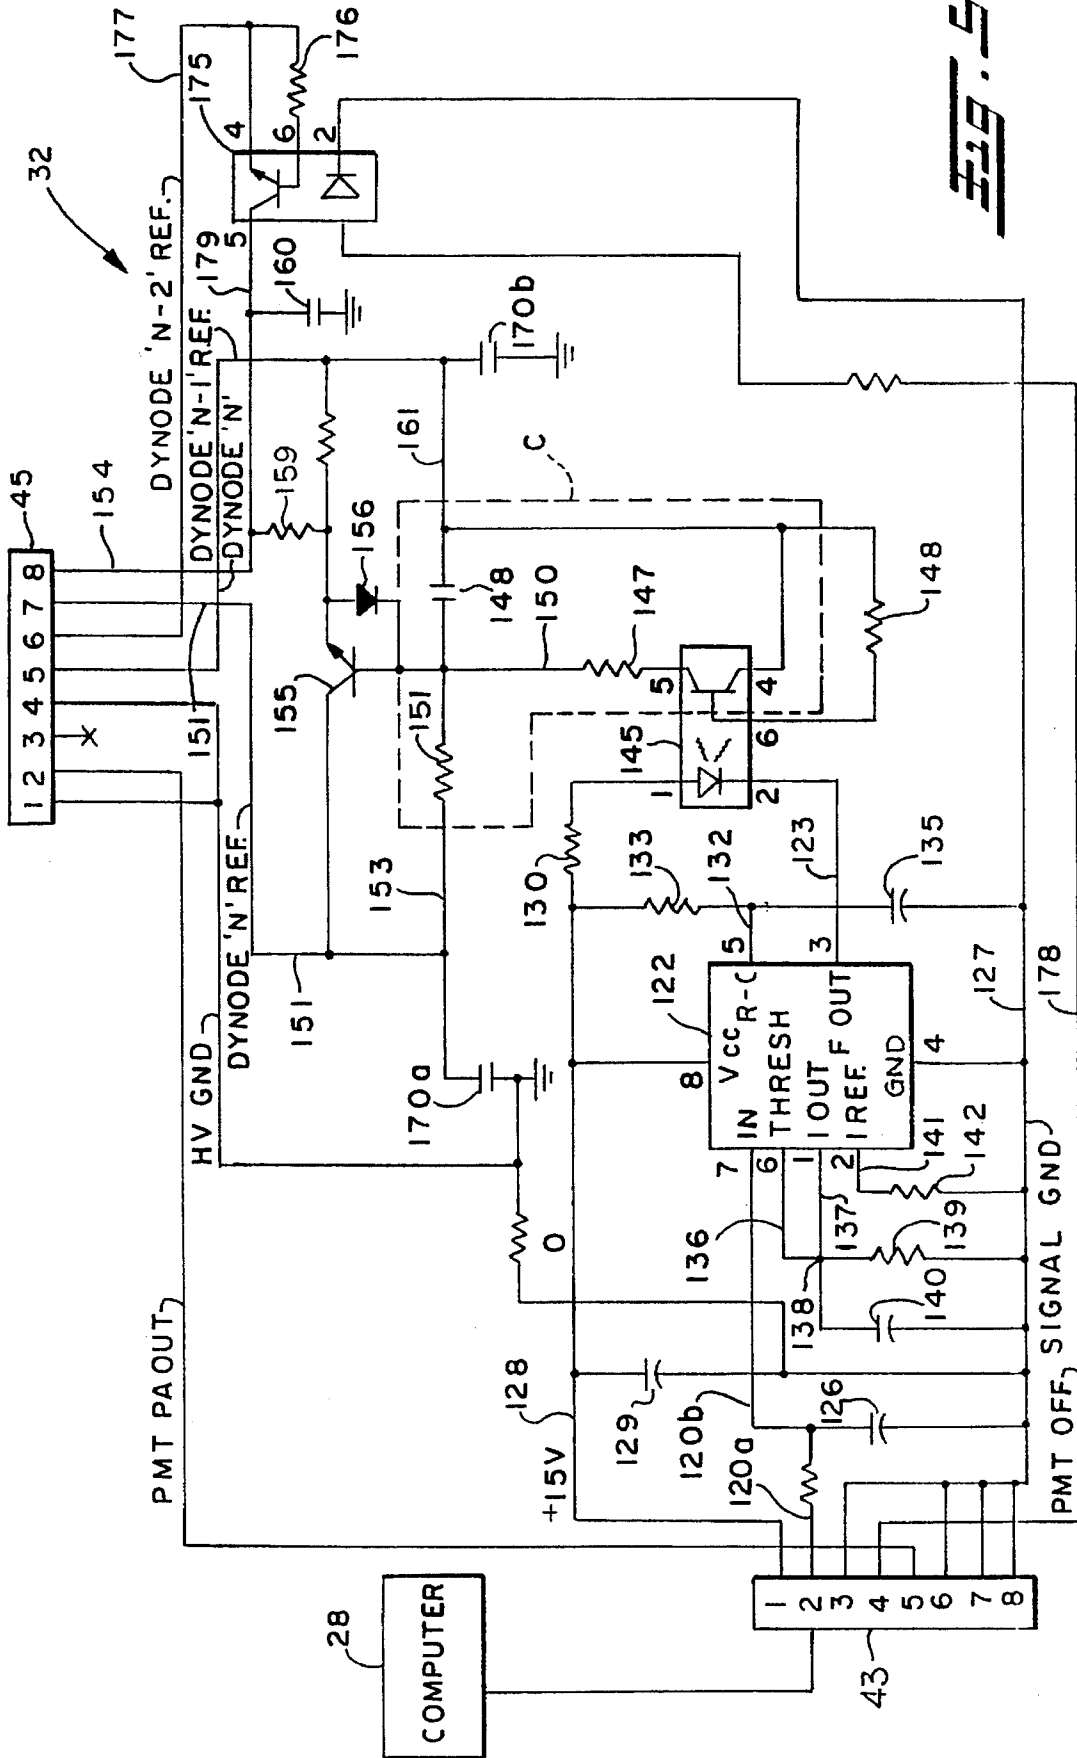 45
1 2 3 4 5 6 7 8
154
32
177
175
176
DYNODE 'N-2' REF.
DYNODE 'N-1' REF.
DYNODE 'N'
179
4
6
2
5
160
170b
151
159
156
155
161
C
148
150
147
148
151
153
145
5
4
6
1
2
PMT PAOUT
HV GND
DYNODE 'N' REF.
151
170a
0
128
+15V
129
130
133
132
135
123
122
8
Vcc
R-C
5
7
IN
6
THRESH
1
I OUT
2
I REF.
F OUT
3
GND
4
136
137
138
139
140
141
142
120b
120a
126
127
178
SIGNAL GND
PMT OFF
28
COMPUTER
1
2
3
4
5
6
7
8
43
Fig. 5